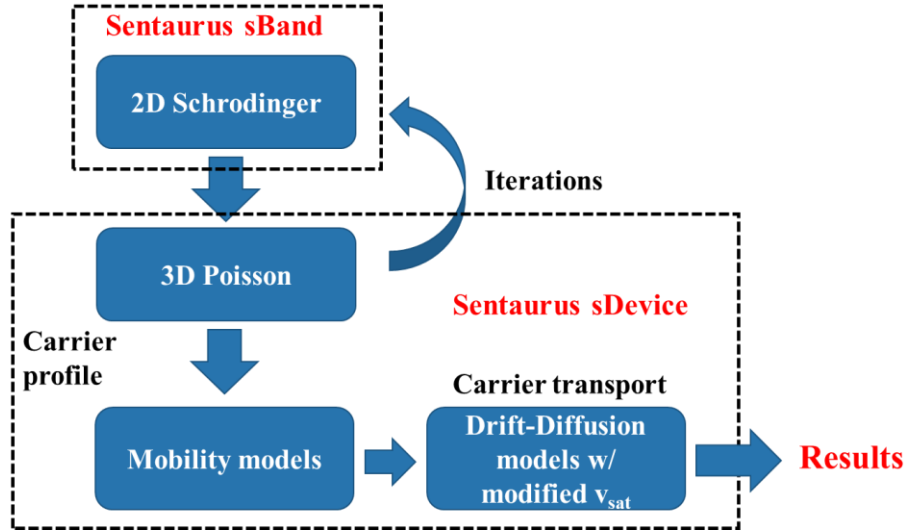 Sentaurus sBand
2D Schrodinger
Iterations
3D Poisson
Sentaurus sDevice
Carrier
profile
Carrier transport
Mobility models
Drift-Diffusion
models w/
modified vsat
Results